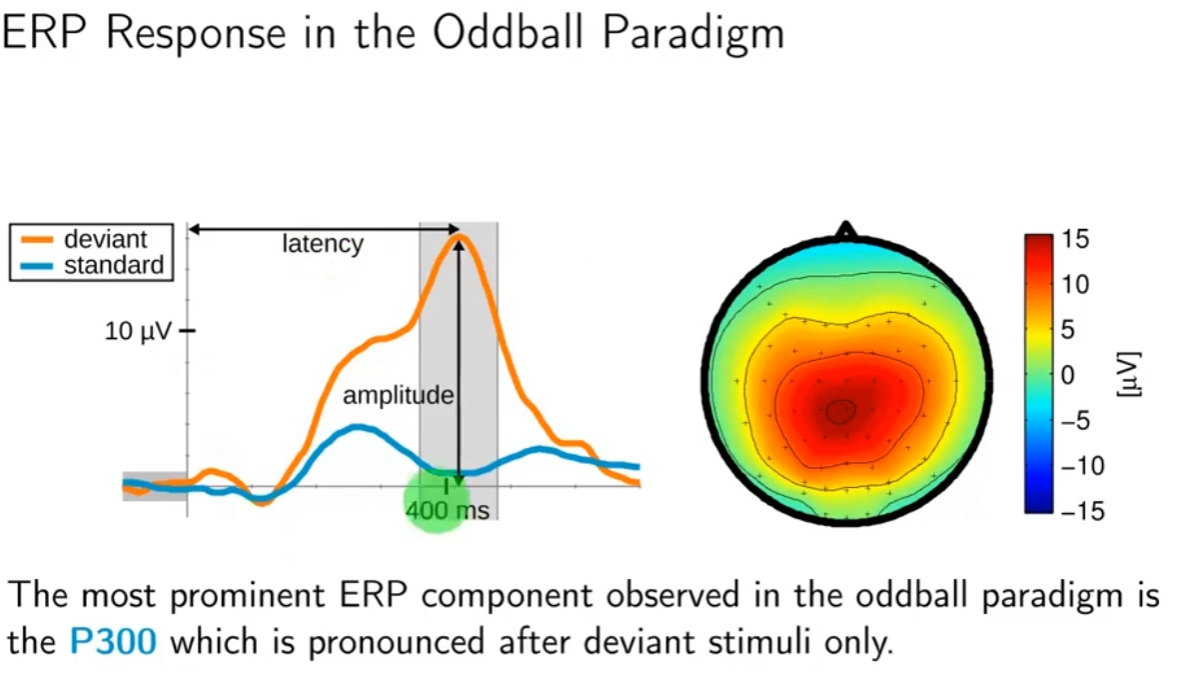 ERP Response in the Oddball Paradigm
deviant
standard
latency
10 µV
amplitude
400 ms
15
10
5
0
−5
−10
−15
[µV]
The most prominent ERP component observed in the oddball paradigm is
the P300 which is pronounced after deviant stimuli only.